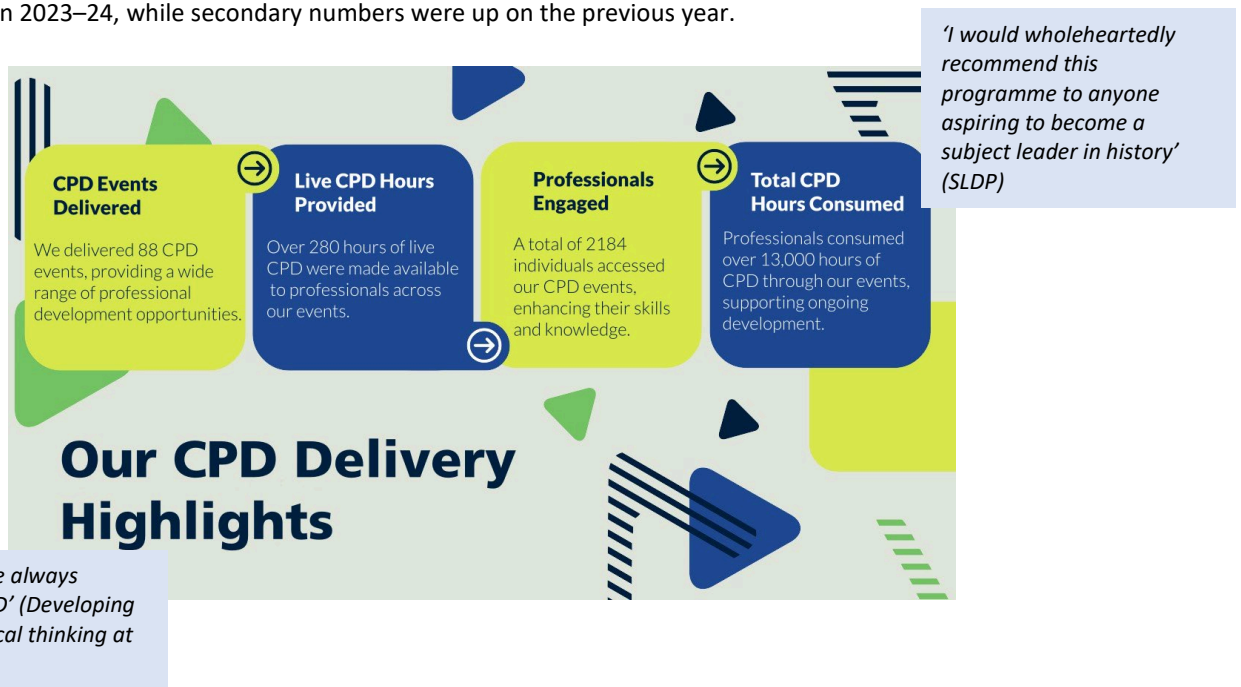 in 2023–24, while secondary numbers were up on the previous year.
‘I would wholeheartedly
recommend this
programme to anyone
aspiring to become a
subject leader in history’
(SLDP)
CPD Events
Delivered
We delivered 88 CPD
events, providing a wide
range of professional
development opportunities.
Live CPD Hours
Provided
Over 280 hours of live
CPD were made available
to professionals across
our events.
Professionals
Engaged
A total of 2184
individuals accessed
our CPD events,
enhancing their skills
and knowledge.
Total CPD
Hours Consumed
Professionals consumed
over 13,000 hours of
CPD through our events,
supporting ongoing
development.
Our CPD Delivery
Highlights
always
(Developing
thinking at